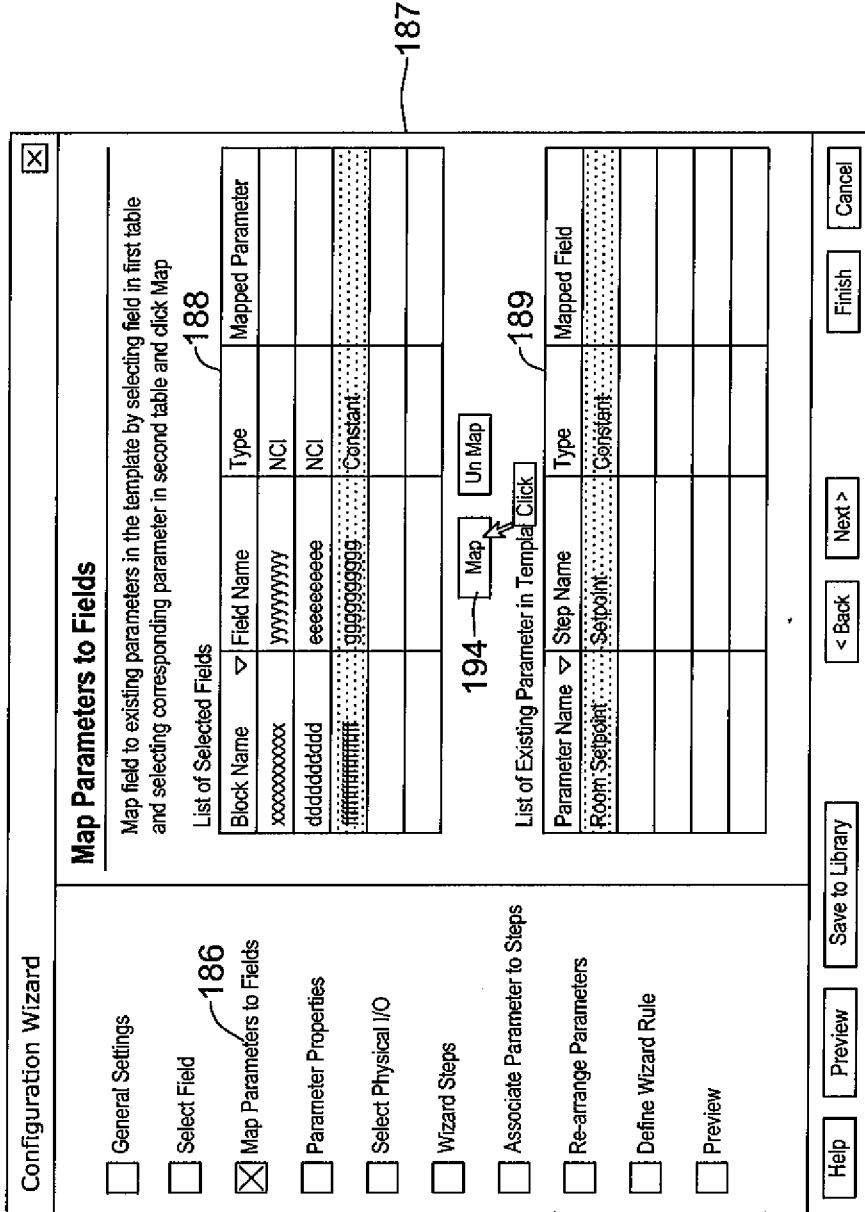 Configuration Wizard
General Settings
Select Field
Map Parameters to Fields
Parameter Properties
Select Physical I/O
Wizard Steps
Associate Parameter to Steps
Re-arrange Parameters
Define Wizard Rule
Preview
186
Map Parameters to Fields
Map field to existing parameters in the template by selecting field in first table
and selecting corresponding parameter in second table and click Map
188
List of Selected Fields
Block Name Field Name Type Mapped Parameter
xxxxxxxxxxx yyyyyyyyyy NCI
dddddddddd eeeeeeeeee NCI
gggggggggg Constant
187
194
Map Un Map
Click
189
List of Existing Parameter in Templat
Parameter Name Step Name Type Mapped Field
Room Setpoint Setpoint Constant
Help Preview Save to Library < Back Next > Finish Cancel